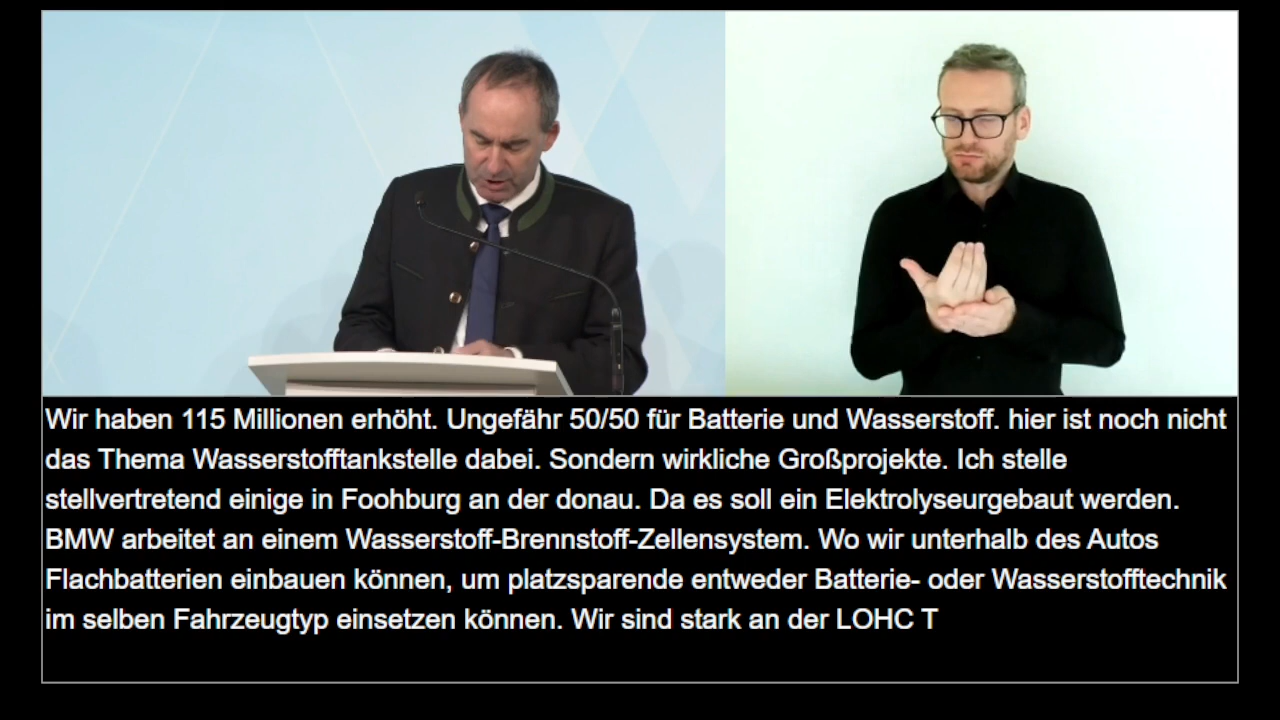 Wir haben 115 Millionen erhöht. Ungefähr 50/50 für Batterie und Wasserstoff. hier ist noch nicht
das Thema Wasserstofftankstelle dabei. Sondern wirkliche Großprojekte. Ich stelle
stellvertretend einige in Foohburg an der donau. Da es soll ein Elektrolyseurgebaut werden.
BMW arbeitet an einem Wasserstoff-Brennstoff-Zellensystem. Wo wir unterhalb des Autos
Flachbatterien einbauen können, um platzsparende entweder Batterie- oder Wasserstofftechnik
im selben Fahrzeugtyp einsetzen können. Wir sind stark an der LOHC T